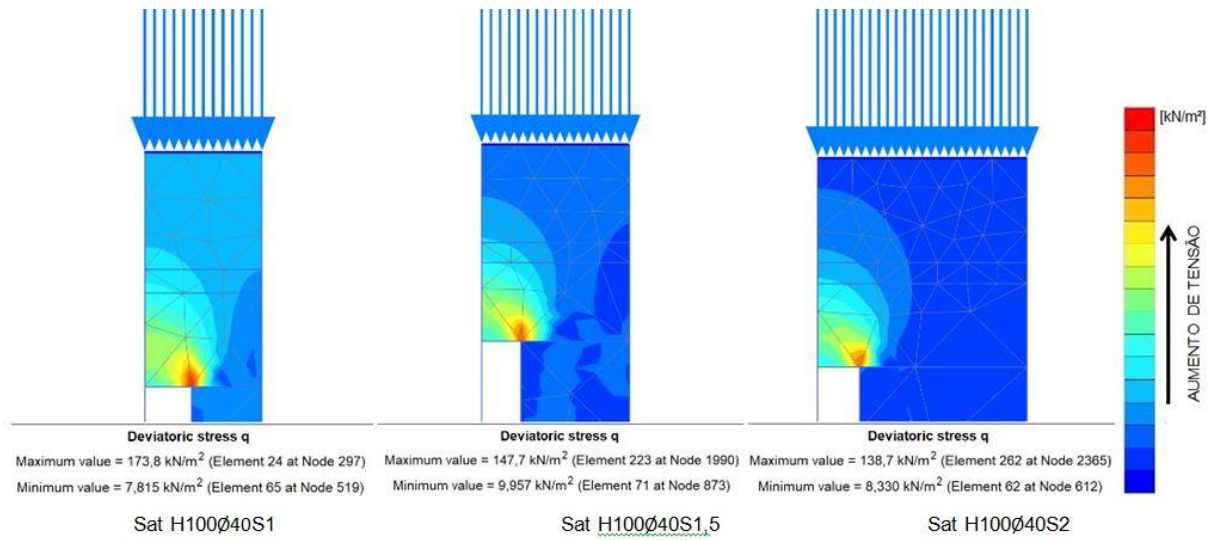 [kN/m²]
AUMENTO DE TENSÃO
Deviatoric stress q
Maximum value = 173,8 kN/m² (Element 24 at Node 297)
Minimum value = 7,815 kN/m² (Element 65 at Node 519)
Sat H100Ø40S1
Deviatoric stress q
Maximum value = 147,7 kN/m² (Element 223 at Node 1990)
Minimum value = 9,957 kN/m² (Element 71 at Node 873)
Sat H100Ø40S1,5
Deviatoric stress q
Maximum value = 138,7 kN/m² (Element 262 at Node 2365)
Minimum value = 8,330 kN/m² (Element 62 at Node 612)
Sat H100Ø40S2